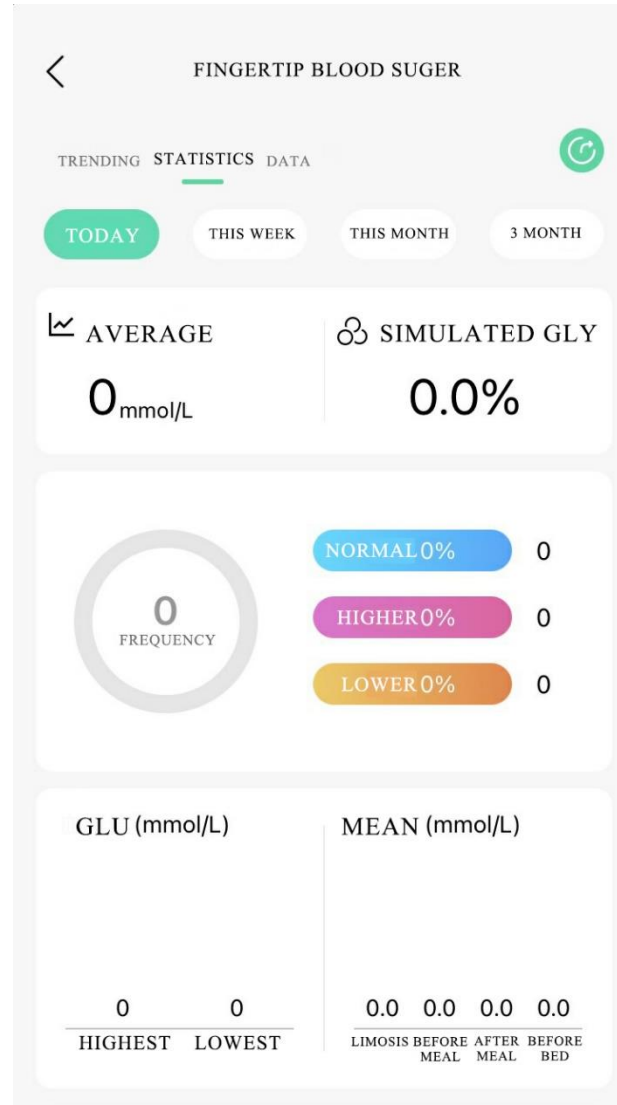 FINGERTIP BLOOD SUGER
TRENDING STATISTICS DATA
TODAY THIS WEEK THIS MONTH 3 MONTH
AVERAGE
0 mmol/L
SIMULATED GLY
0.0%
0
FREQUENCY
NORMAL 0% 0
HIGHER 0% 0
LOWER 0% 0
GLU (mmol/L)
0 0
HIGHEST LOWEST
MEAN (mmol/L)
0.0 0.0 0.0 0.0
LIMOSIS BEFORE AFTER BEFORE
MEAL MEAL BED